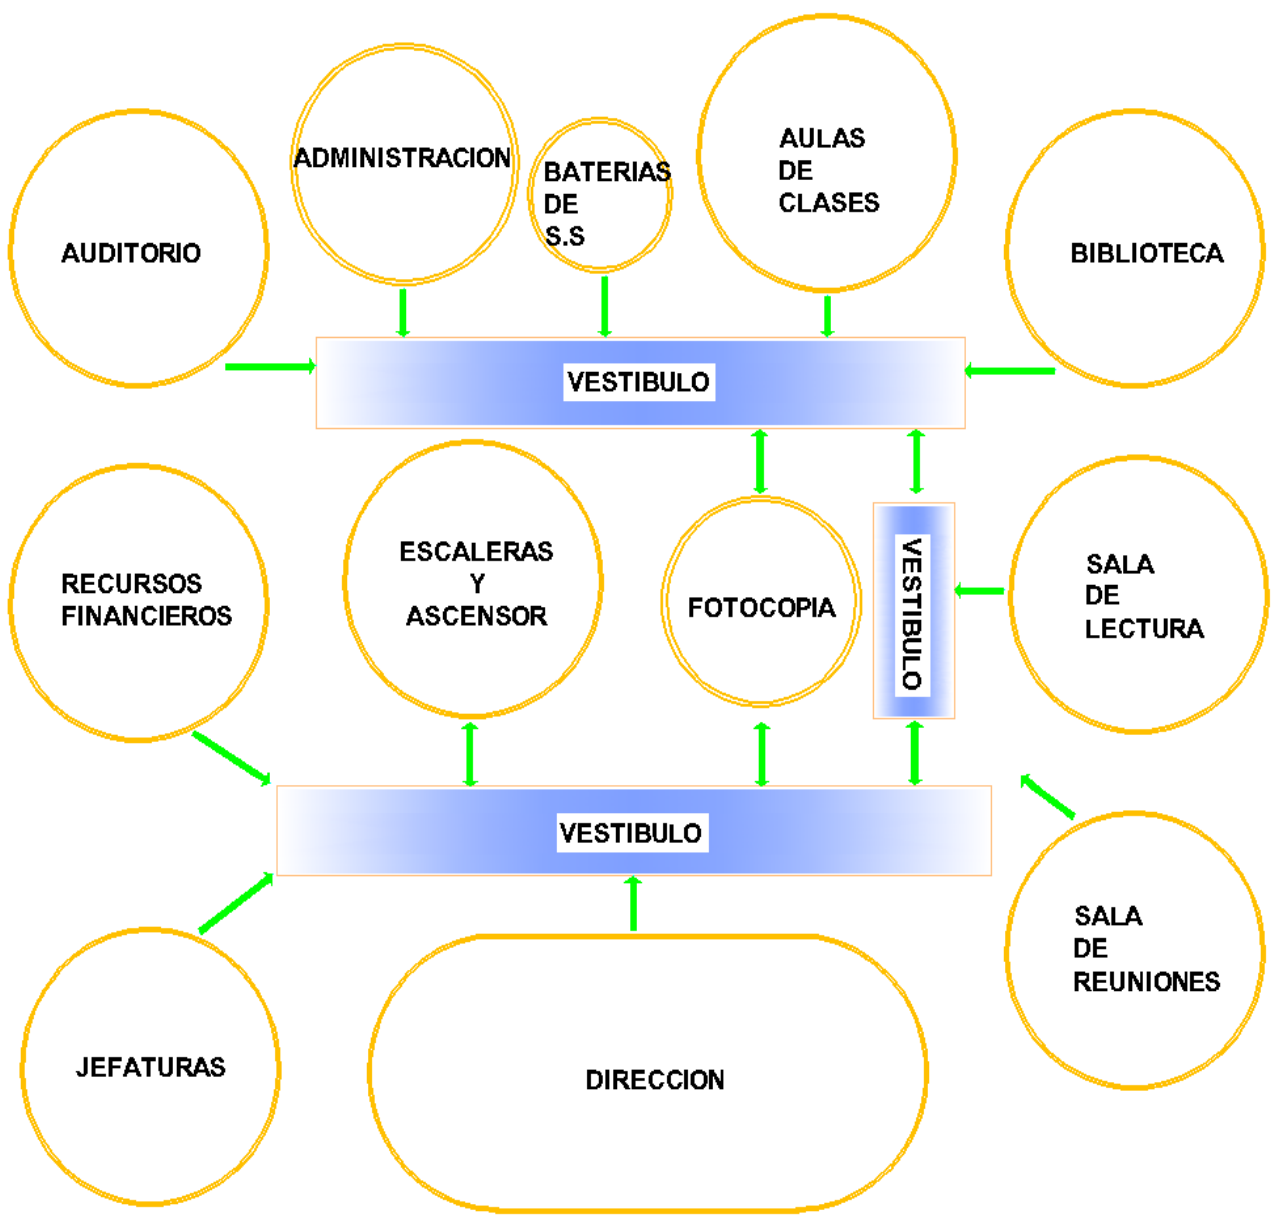 ADMINISTRACION
BATERIAS
DE
S.S
AULAS
DE
CLASES
AUDITORIO
BIBLIOTECA
VESTIBULO
RECURSOS
FINANCIEROS
ESCALERAS
Y
ASCENSOR
FOTOCOPIA
VESTIBULO
SALA
DE
LECTURA
VESTIBULO
SALA
DE
REUNIONES
JEFATURAS
DIRECCION